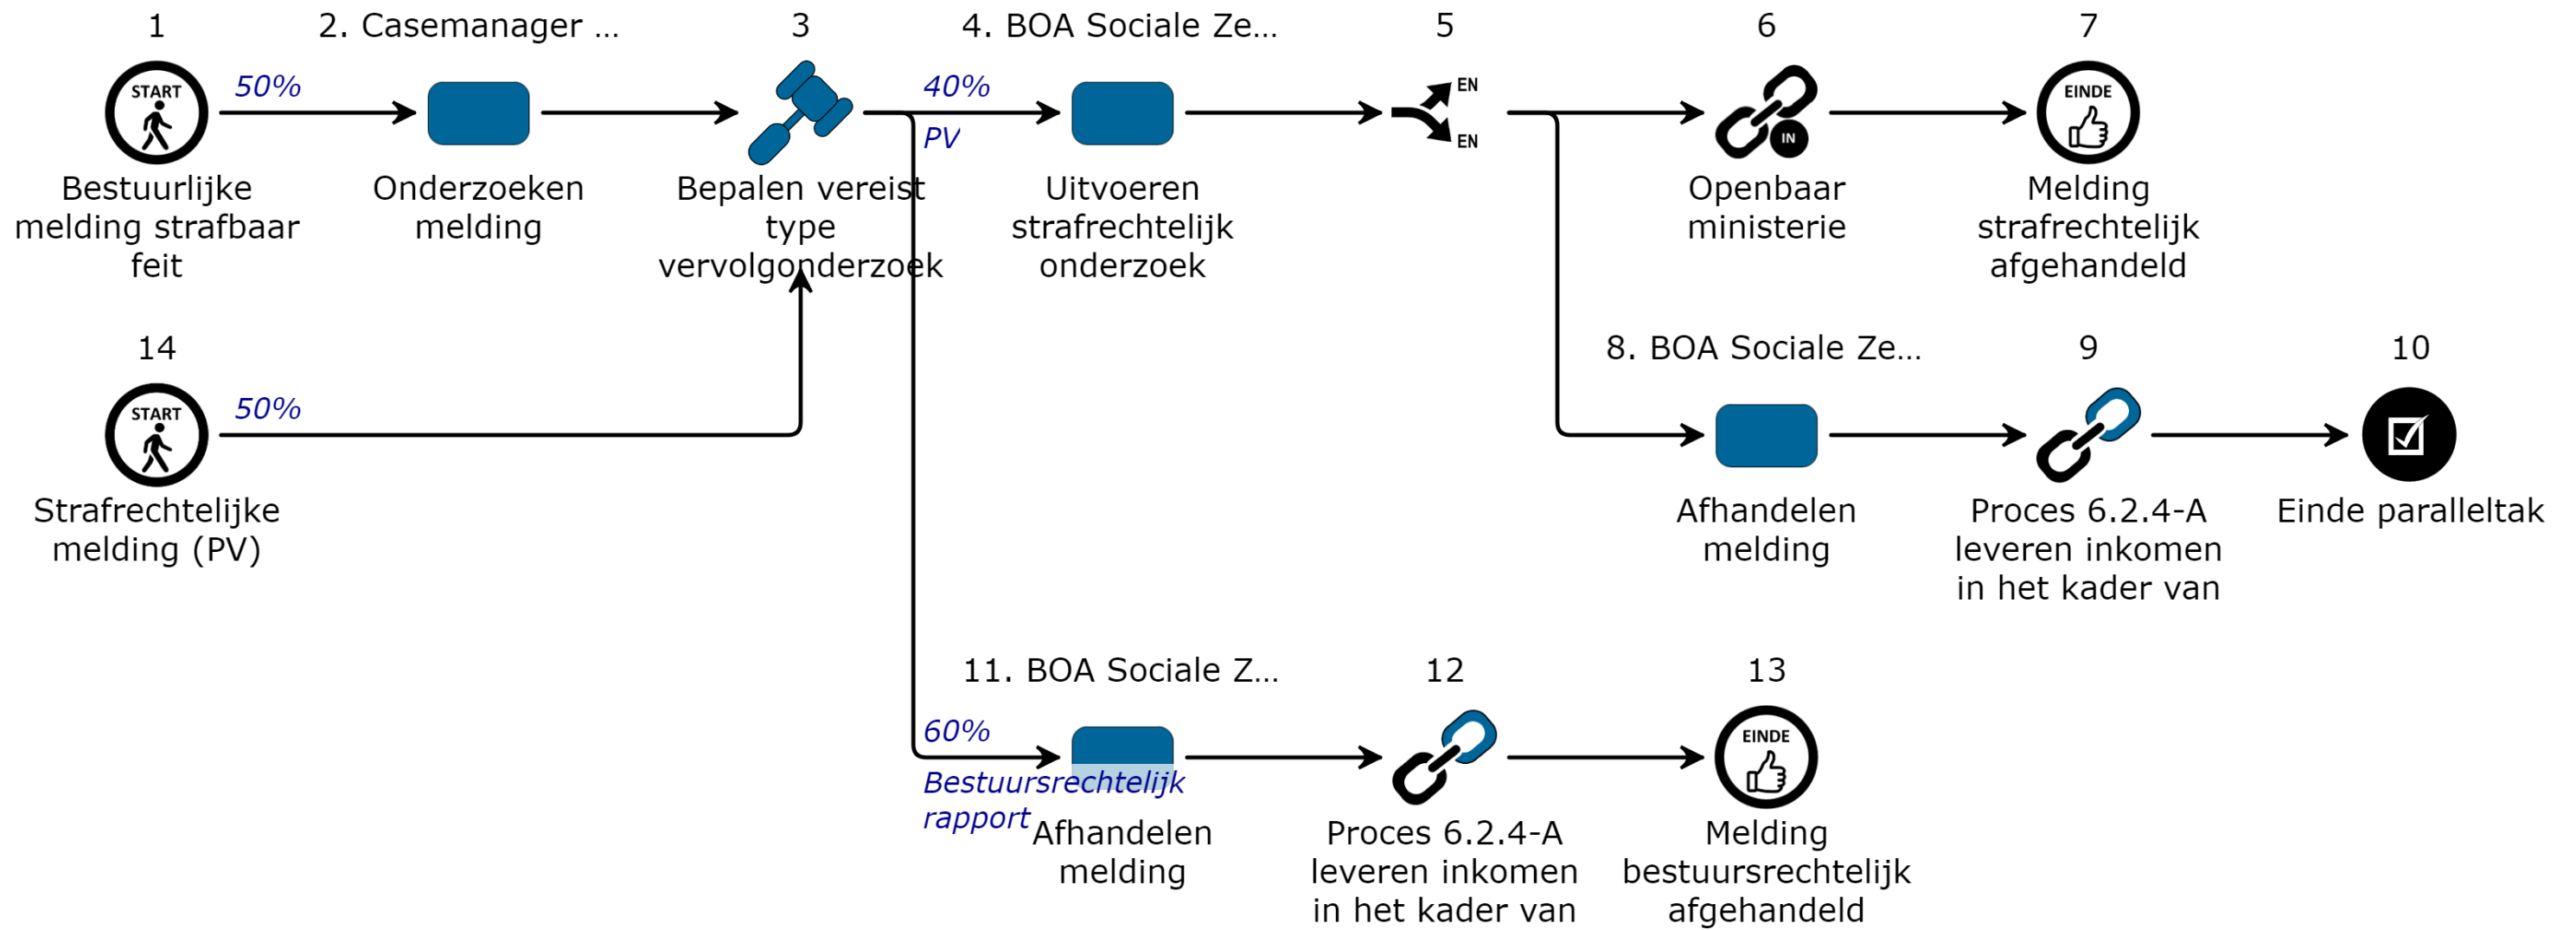 1
2. Casemanager ...
3
4. BOA Sociale Ze...
5
6
7
START
50%
40%
PV
EN
EN
IN
EINDE
Bestuurlijke
melding strafbaar
feit
Onderzoeken
melding
Bepalen vereist
type
vervolgonderzoek
Uitvoeren
strafrechtelijk
onderzoek
Openbaar
ministerie
Melding
strafrechtelijk
afgehandeld
14
8. BOA Sociale Ze...
9
10
START
50%
Strafrechtelijke
melding (PV)
Afhandelen
melding
Proces 6.2.4-A
leveren inkomen
in het kader van
Einde paralleltak
11. BOA Sociale Z...
12
13
60%
Bestuursrechtelijk
rapport
EINDE
Afhandelen
melding
Proces 6.2.4-A
leveren inkomen
in het kader van
Melding
bestuursrechtelijk
afgehandeld